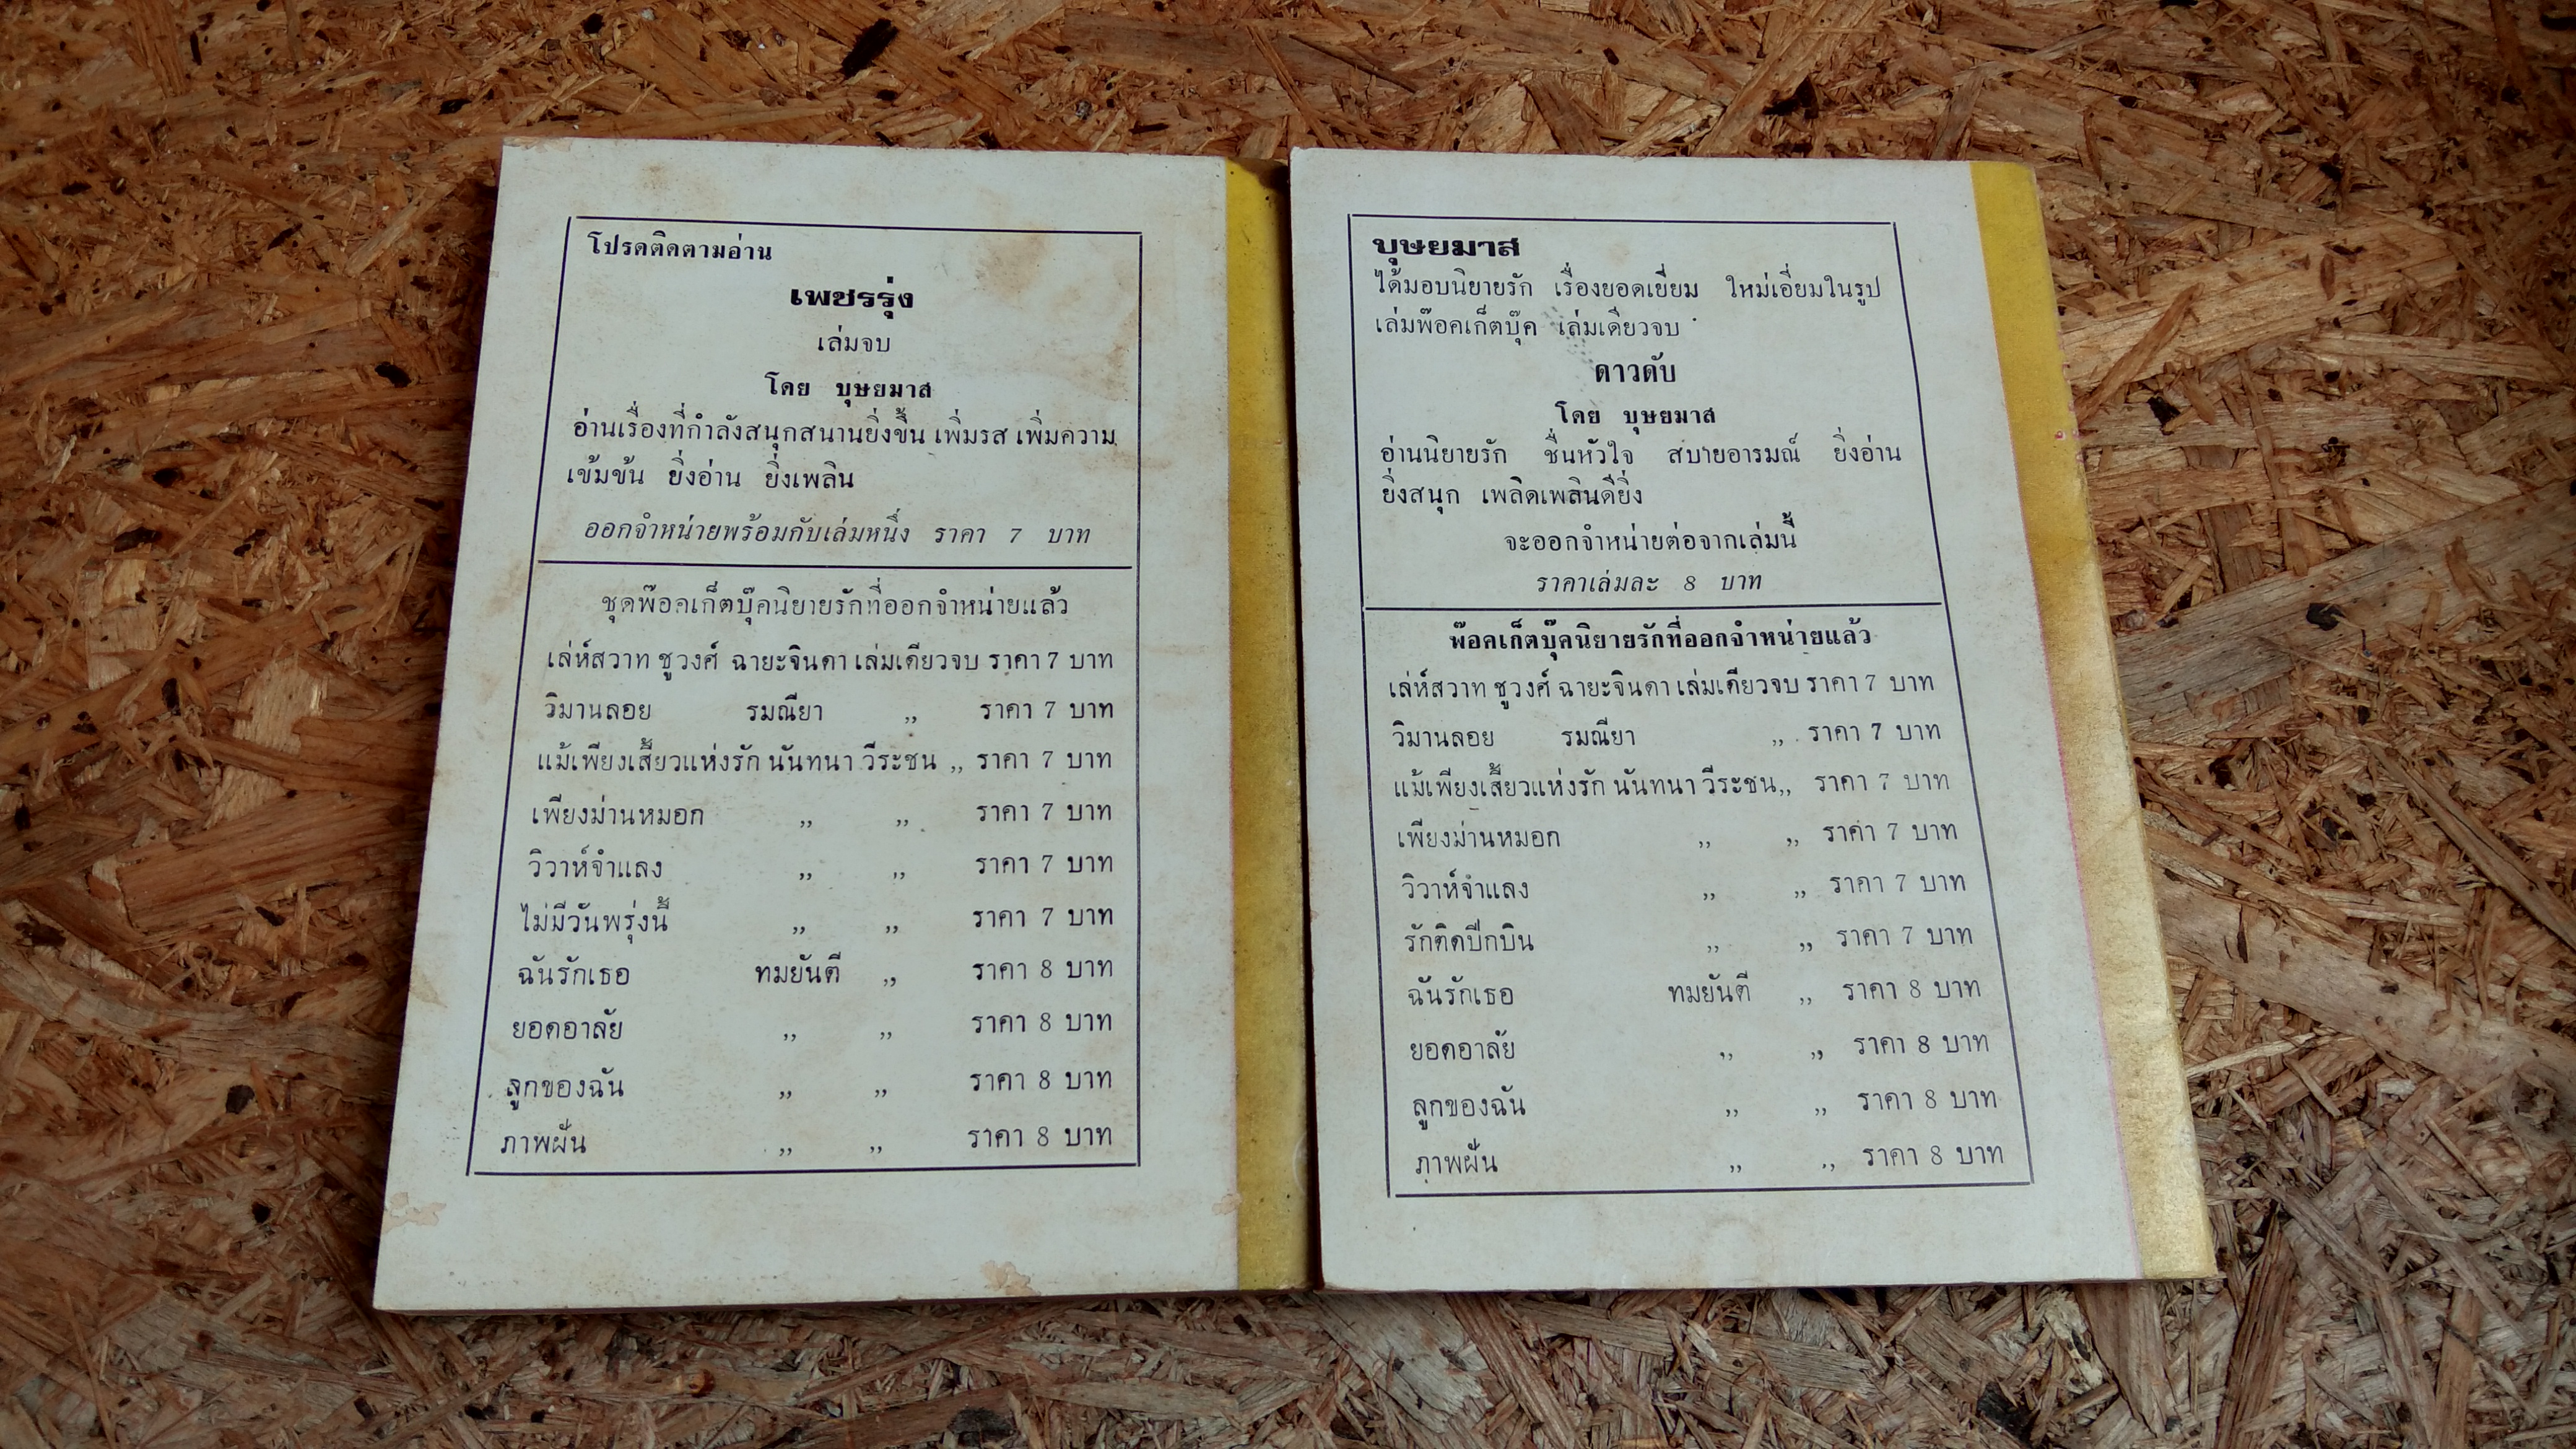 โปรดติดตามอ่าน
เพชรรุ่ง
เล่มจบ
โดย บุษยมาส
อ่านเรื่องที่กำลังสนุกสนานยิ่งขึ้น เพิ่มรส เพิ่มความ
เข้มข้น ยิ่งอ่าน ยิ่งเพลิน
ออกจำหน่ายพร้อมกับเล่มหนึ่ง ราคา 7 บาท
ชุดพ๊อคเก็ตบุ๊คนิยายรักที่ออกจำหน่ายแล้ว
เล่ห์สวาท ชูวงศ์ ฉายะจินดา เล่มเดียวจบ ราคา 7 บาท
วิมานลอย รมณียา ,, ราคา 7 บาท
แม้เพียงเสี้ยวแห่งรัก นันทนา วีระชน ,, ราคา 7 บาท
เพียงม่านหมอก ,, ,, ราคา 7 บาท
วิวาห์จำแลง ,, ,, ราคา 7 บาท
ไม่มีวันพรุ่งนี้ ,, ,, ราคา 7 บาท
ฉันรักเธอ ทมยันตี ,, ราคา 8 บาท
ยอดอาลัย ,, ,, ราคา 8 บาท
ลูกของฉัน ,, ,, ราคา 8 บาท
ภาพฝัน ,, ,, ราคา 8 บาท
บุษยมาส
ได้มอบนิยายรัก เรื่องยอดเยี่ยม ใหม่เอี่ยมในรูป
เล่มพ๊อคเก็ตบุ๊ค เล่มเดียวจบ
ดาวดับ
โดย บุษยมาส
อ่านนิยายรัก ชื่นหัวใจ สบายอารมณ์ ยิ่งอ่าน
ยิ่งสนุก เพลิดเพลินดียิ่ง
จะออกจำหน่ายต่อจากเล่มนี้
ราคาเล่มละ 8 บาท
พ๊อคเก็ตบุ๊คนิยายรักที่ออกจำหน่ายแล้ว
เล่ห์สวาท ชูวงศ์ ฉายะจินดา เล่มเดียวจบ ราคา 7 บาท
วิมานลอย รมณียา ,, ราคา 7 บาท
แม้เพียงเสี้ยวแห่งรัก นันทนา วีระชน ,, ราคา 7 บาท
เพียงม่านหมอก ,, ,, ราคา 7 บาท
วิวาห์จำแลง ,, ,, ราคา 7 บาท
รักติดปีกบิน ,, ,, ราคา 7 บาท
ฉันรักเธอ ทมยันตี ,, ราคา 8 บาท
ยอดอาลัย ,, ,, ราคา 8 บาท
ลูกของฉัน ,, ,, ราคา 8 บาท
ภาพฝัน ,, ,, ราคา 8 บาท